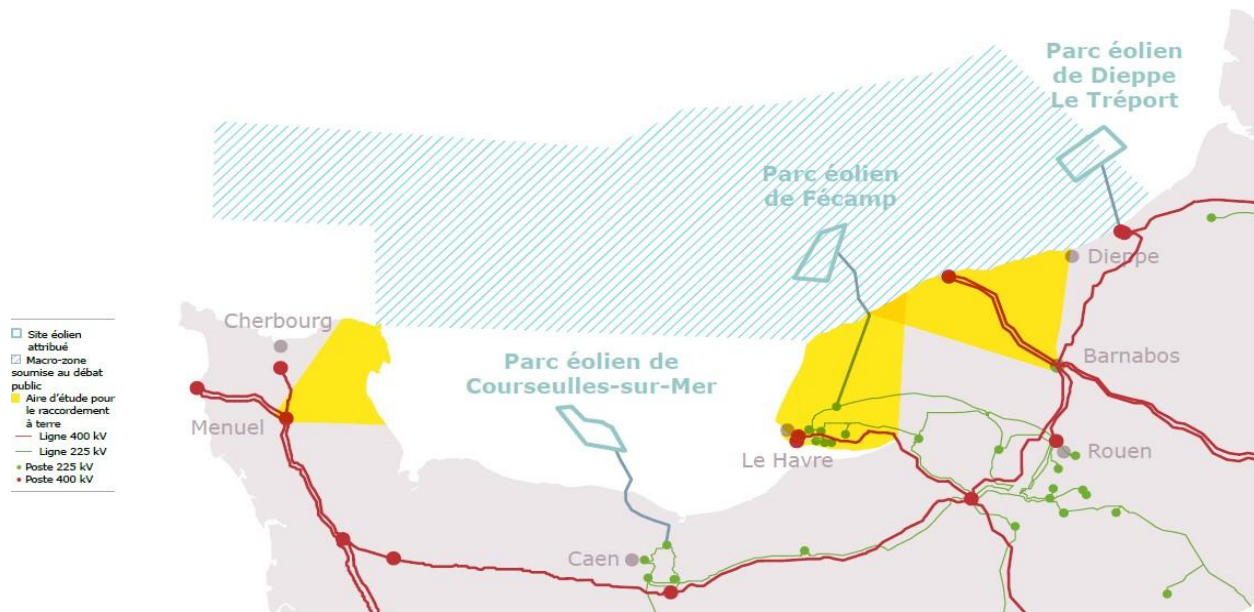 Parc éolien
de Dieppe
Le Tréport
Parc éolien
de Fécamp
Dieppe
Cherbourg
Barnabos
Parc éolien de
Courseulles-sur-Mer
Menuel
Le Havre
Rouen
Caen
Site éolien
attribué
Macro-zone
soumise au débat
public
Aire d'étude pour
le raccordement
à terre
Ligne 400 kV
Ligne 225 kV
Poste 225 kV
Poste 400 kV